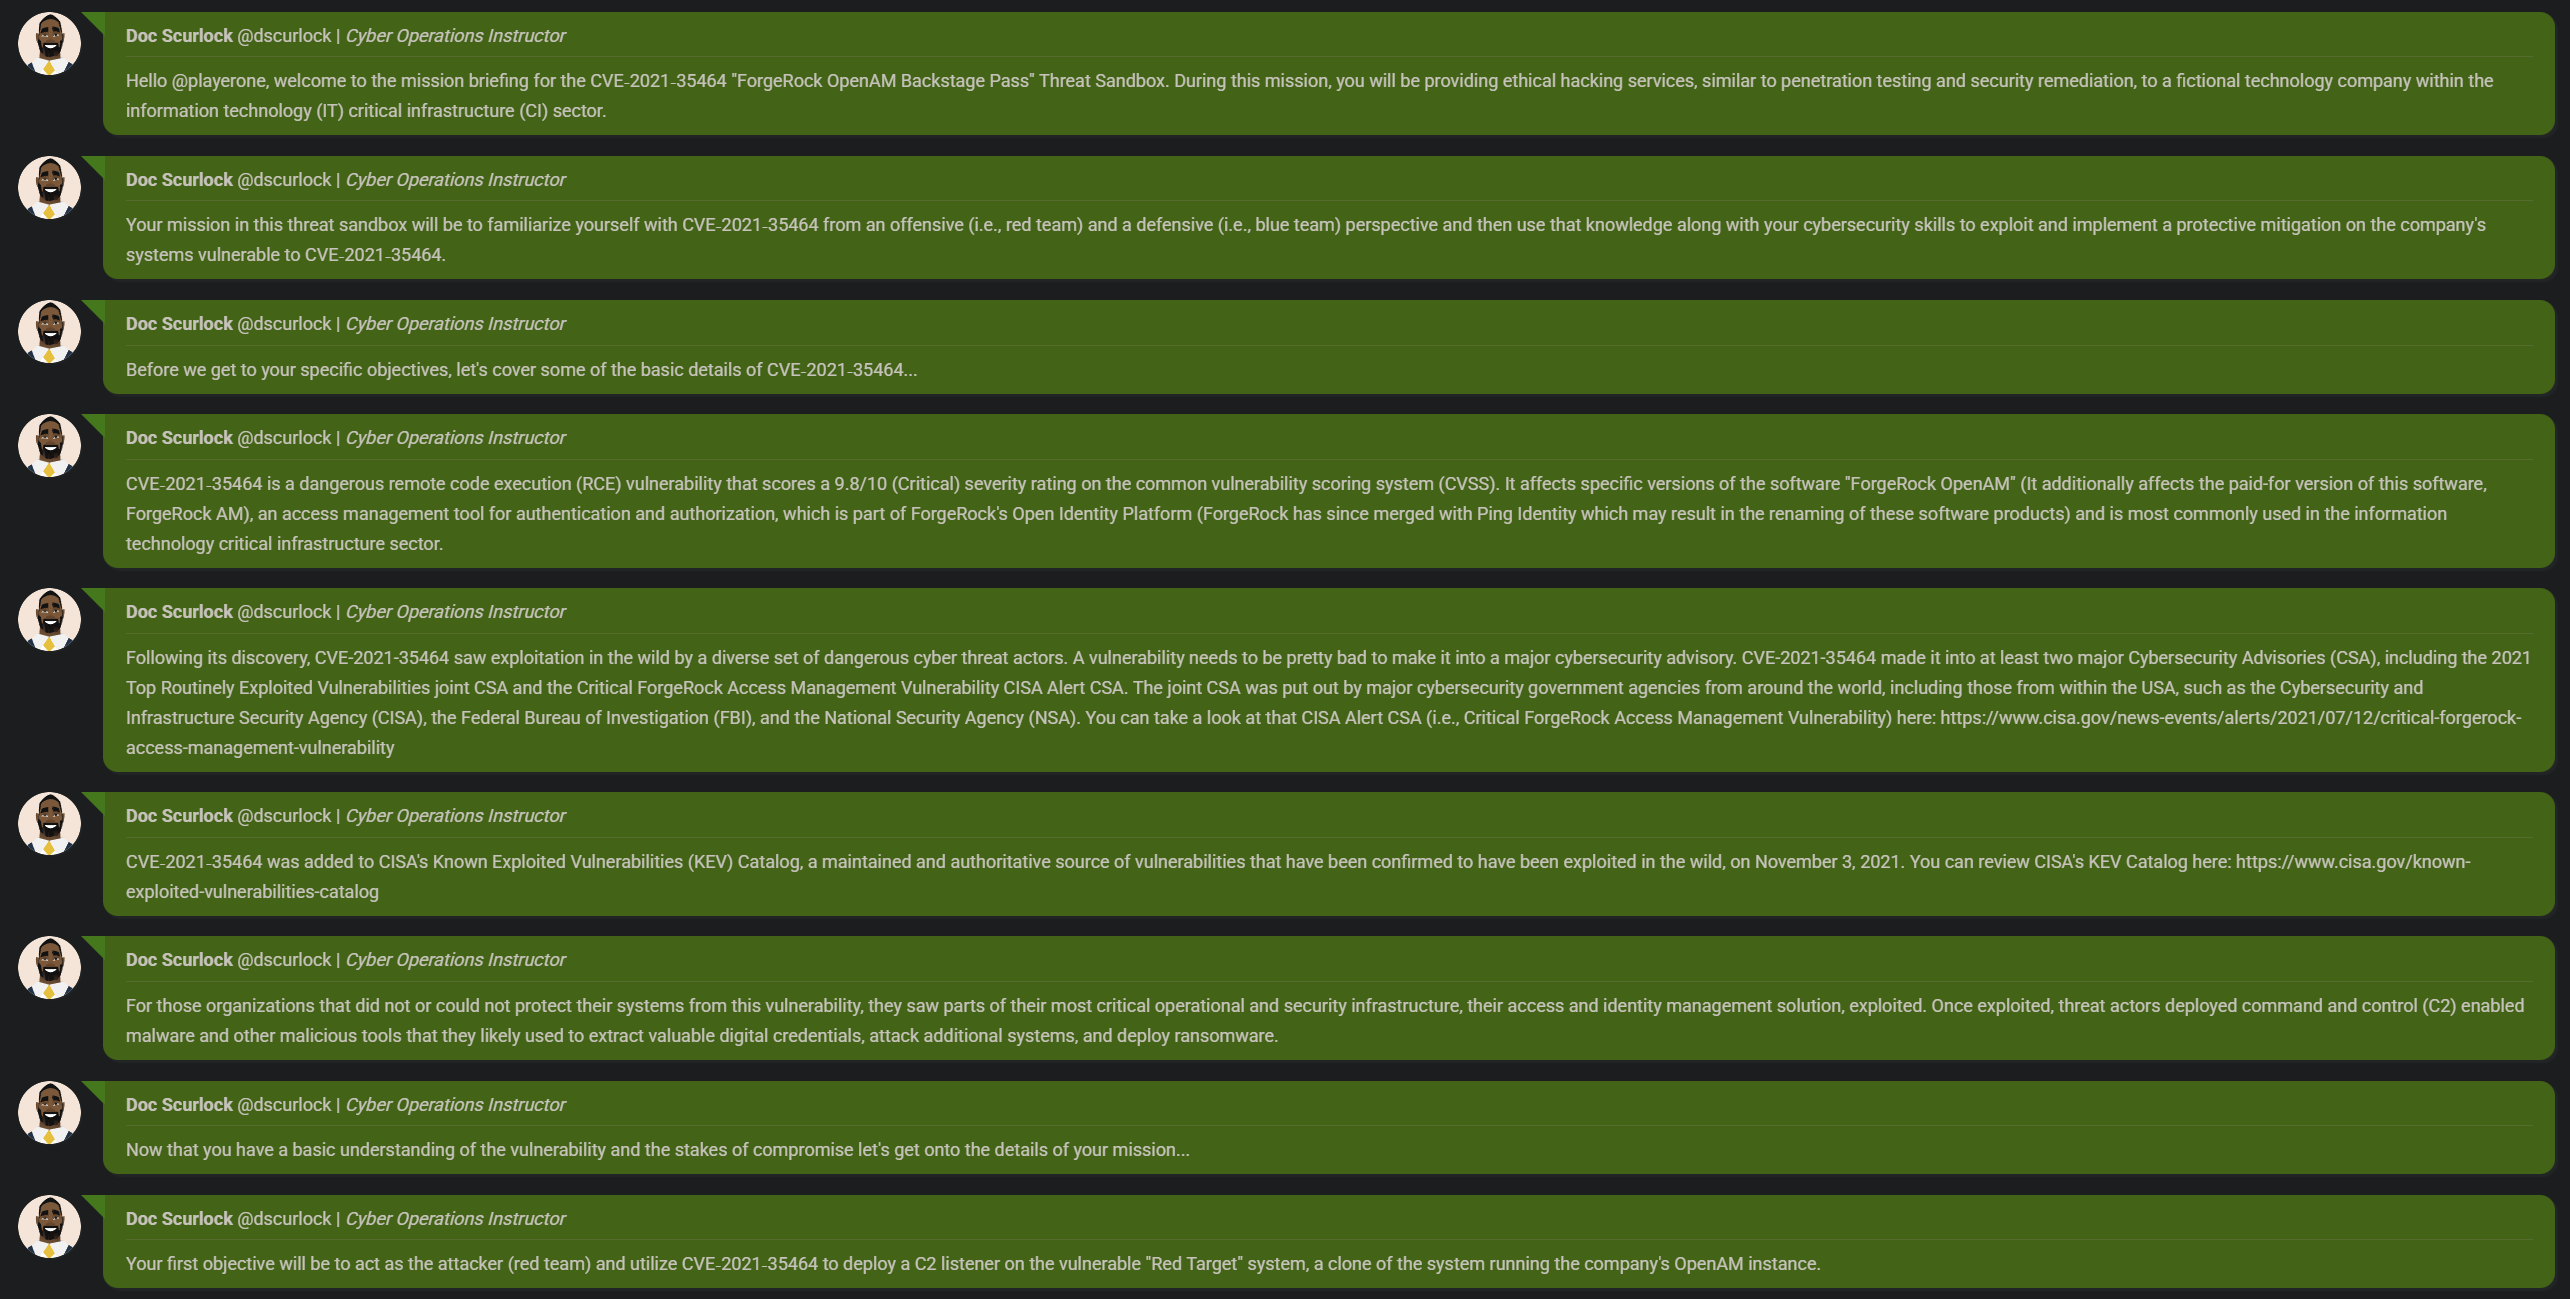 Doc Scurlock @dscurlock | Cyber Operations Instructor
Hello @playerone, welcome to the mission briefing for the CVE-2021-35464 "ForgeRock OpenAM Backstage Pass" Threat Sandbox. During this mission, you will be providing ethical hacking services, similar to penetration testing and security remediation, to a fictional technology company within the
information technology (IT) critical infrastructure (CI) sector.
Doc Scurlock @dscurlock | Cyber Operations Instructor
Your mission in this threat sandbox will be to familiarize yourself with CVE-2021-35464 from an offensive (i.e., red team) and a defensive (i.e., blue team) perspective and then use that knowledge along with your cybersecurity skills to exploit and implement a protective mitigation on the company's
systems vulnerable to CVE-2021-35464.
Doc Scurlock @dscurlock | Cyber Operations Instructor
Before we get to your specific objectives, let's cover some of the basic details of CVE-2021-35464...
Doc Scurlock @dscurlock | Cyber Operations Instructor
CVE-2021-35464 is a dangerous remote code execution (RCE) vulnerability that scores a 9.8/10 (Critical) severity rating on the common vulnerability scoring system (CVSS). It affects specific versions of the software "ForgeRock OpenAM" (It additionally affects the paid-for version of this software,
ForgeRock AM), an access management tool for authentication and authorization, which is part of ForgeRock's Open Identity Platform (ForgeRock has since merged with Ping Identity which may result in the renaming of these software products) and is most commonly used in the information
technology critical infrastructure sector.
Doc Scurlock @dscurlock | Cyber Operations Instructor
Following its discovery, CVE-2021-35464 saw exploitation in the wild by a diverse set of dangerous cyber threat actors. A vulnerability needs to be pretty bad to make it into a major cybersecurity advisory. CVE-2021-35464 made it into at least two major Cybersecurity Advisories (CSA), including the 2021
Top Routinely Exploited Vulnerabilities joint CSA and the Critical ForgeRock Access Management Vulnerability CISA Alert CSA. The joint CSA was put out by major cybersecurity government agencies from around the world, including those from within the USA, such as the Cybersecurity and
Infrastructure Security Agency (CISA), the Federal Bureau of Investigation (FBI), and the National Security Agency (NSA). You can take a look at that CISA Alert CSA (i.e., Critical ForgeRock Access Management Vulnerability) here: https://www.cisa.gov/news-events/alerts/2021/07/12/critical-forgerock-
access-management-vulnerability
Doc Scurlock @dscurlock | Cyber Operations Instructor
CVE-2021-35464 was added to CISA's Known Exploited Vulnerabilities (KEV) Catalog, a maintained and authoritative source of vulnerabilities that have been confirmed to have been exploited in the wild, on November 3, 2021. You can review CISA's KEV Catalog here: https://www.cisa.gov/known-
exploited-vulnerabilities-catalog
Doc Scurlock @dscurlock | Cyber Operations Instructor
For those organizations that did not or could not protect their systems from this vulnerability, they saw parts of their most critical operational and security infrastructure, their access and identity management solution, exploited. Once exploited, threat actors deployed command and control (C2) enabled
malware and other malicious tools that they likely used to extract valuable digital credentials, attack additional systems, and deploy ransomware.
Doc Scurlock @dscurlock | Cyber Operations Instructor
Now that you have a basic understanding of the vulnerability and the stakes of compromise let's get onto the details of your mission...
Doc Scurlock @dscurlock | Cyber Operations Instructor
Your first objective will be to act as the attacker (red team) and utilize CVE-2021-35464 to deploy a C2 listener on the vulnerable "Red Target" system, a clone of the system running the company's OpenAM instance.